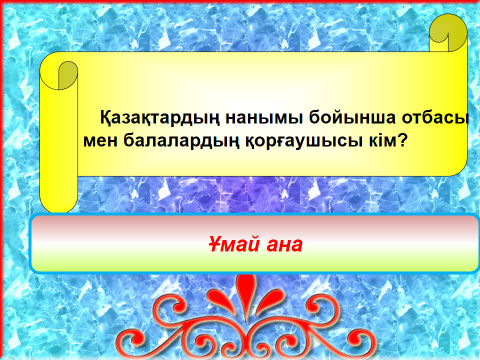 Қазақтардың нанымы бойынша отбасы
мен балалардың қорғаушысы кім?
Ұмай ана